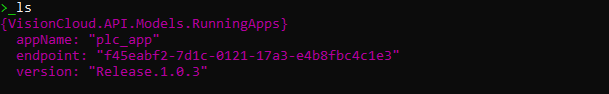 >_ls
{VisionCloud.API.Models.RunningApps}
appName: "plc_app"
endpoint: "f45eabf2-7d1c-0121-17a3-e4b8fbc4c1e3"
version: "Release.1.0.3"